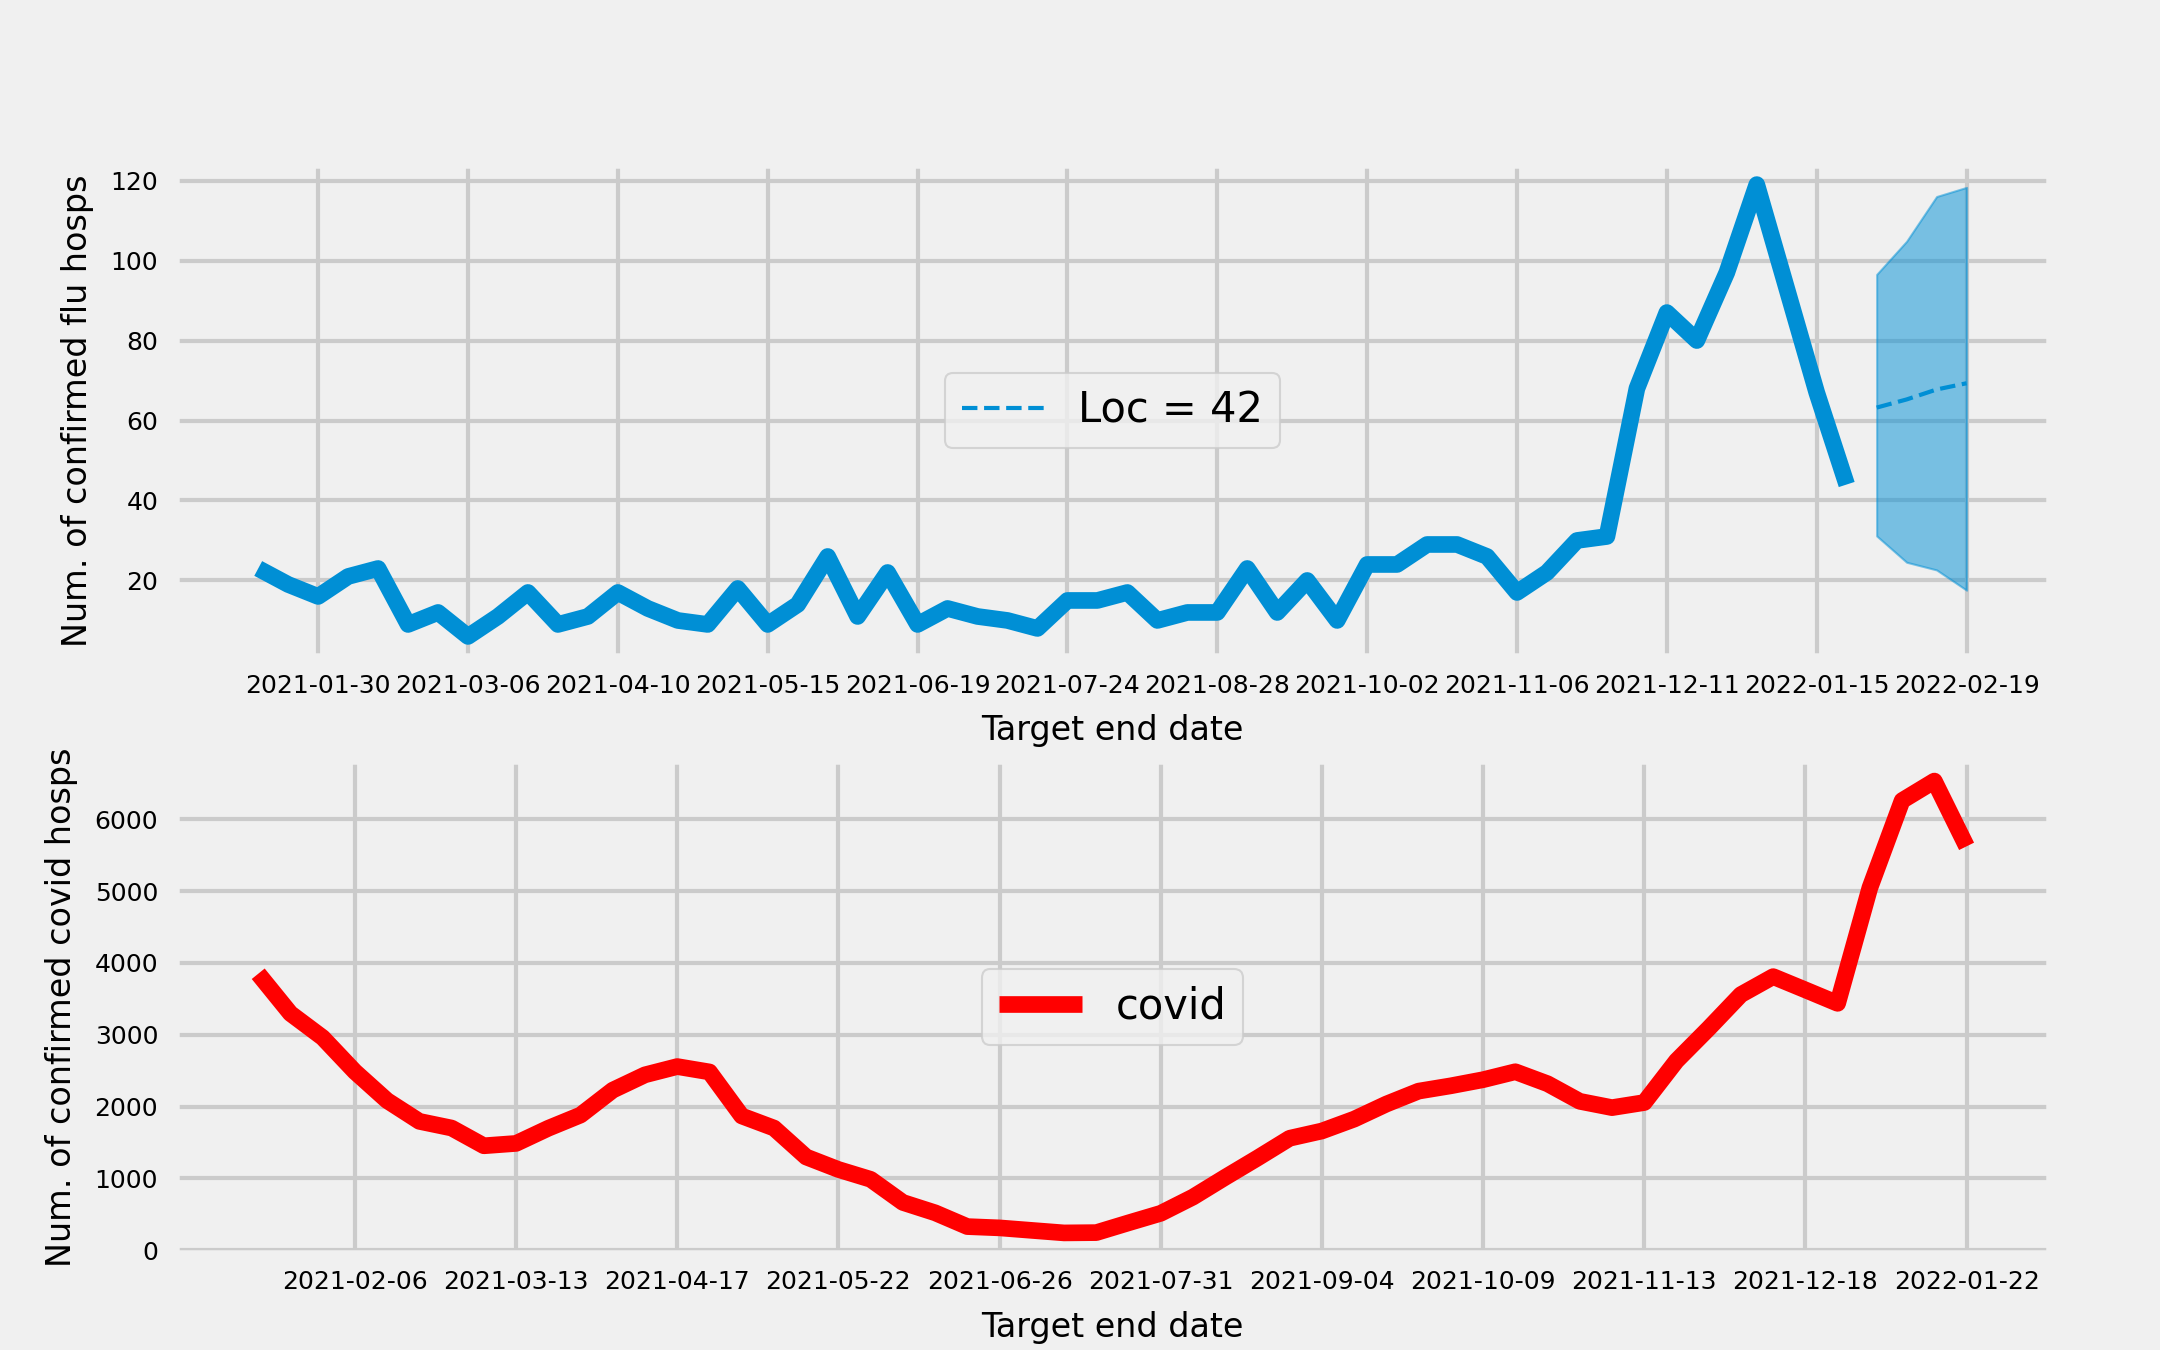 Num. of confirmed flu hosps
120
100
80
60
40
20
Loc = 42
2021-01-30 2021-03-06 2021-04-10 2021-05-15 2021-06-19 2021-07-24 2021-08-28 2021-10-02 2021-11-06 2021-12-11 2022-01-15 2022-02-19
Target end date
Num. of confirmed covid hosps
6000
5000
4000
3000
2000
1000
0
covid
2021-02-06 2021-03-13 2021-04-17 2021-05-22 2021-06-26 2021-07-31 2021-09-04 2021-10-09 2021-11-13 2021-12-18 2022-01-22
Target end date